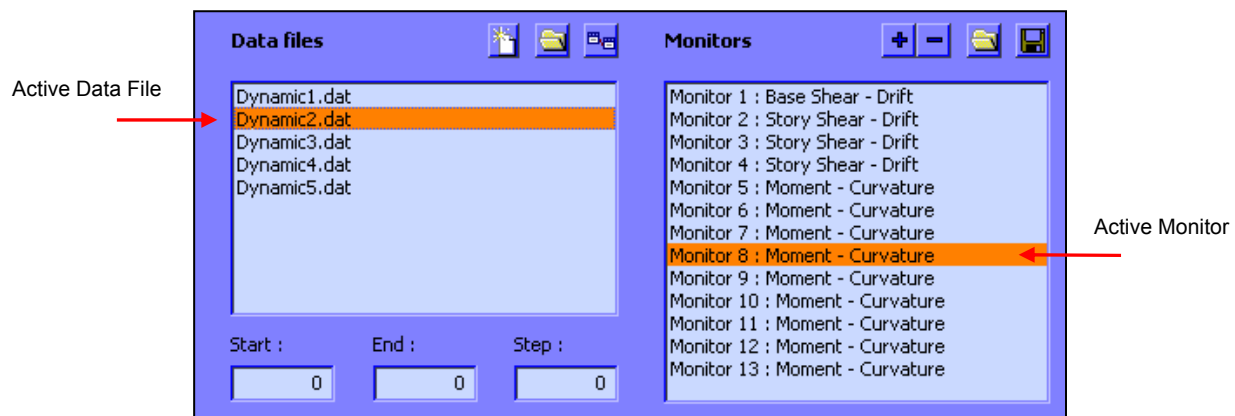 Data files
Monitors
Active Data File
Dynamic1.dat
Dynamic2.dat
Dynamic3.dat
Dynamic4.dat
Dynamic5.dat
Monitor 1 : Base Shear - Drift
Monitor 2 : Story Shear - Drift
Monitor 3 : Story Shear - Drift
Monitor 4 : Story Shear - Drift
Monitor 5 : Moment - Curvature
Monitor 6 : Moment - Curvature
Monitor 7 : Moment - Curvature
Monitor 8 : Moment - Curvature
Monitor 9 : Moment - Curvature
Monitor 10 : Moment - Curvature
Monitor 11 : Moment - Curvature
Monitor 12 : Moment - Curvature
Monitor 13 : Moment - Curvature
Active Monitor
Start : End : Step :
0 0 0